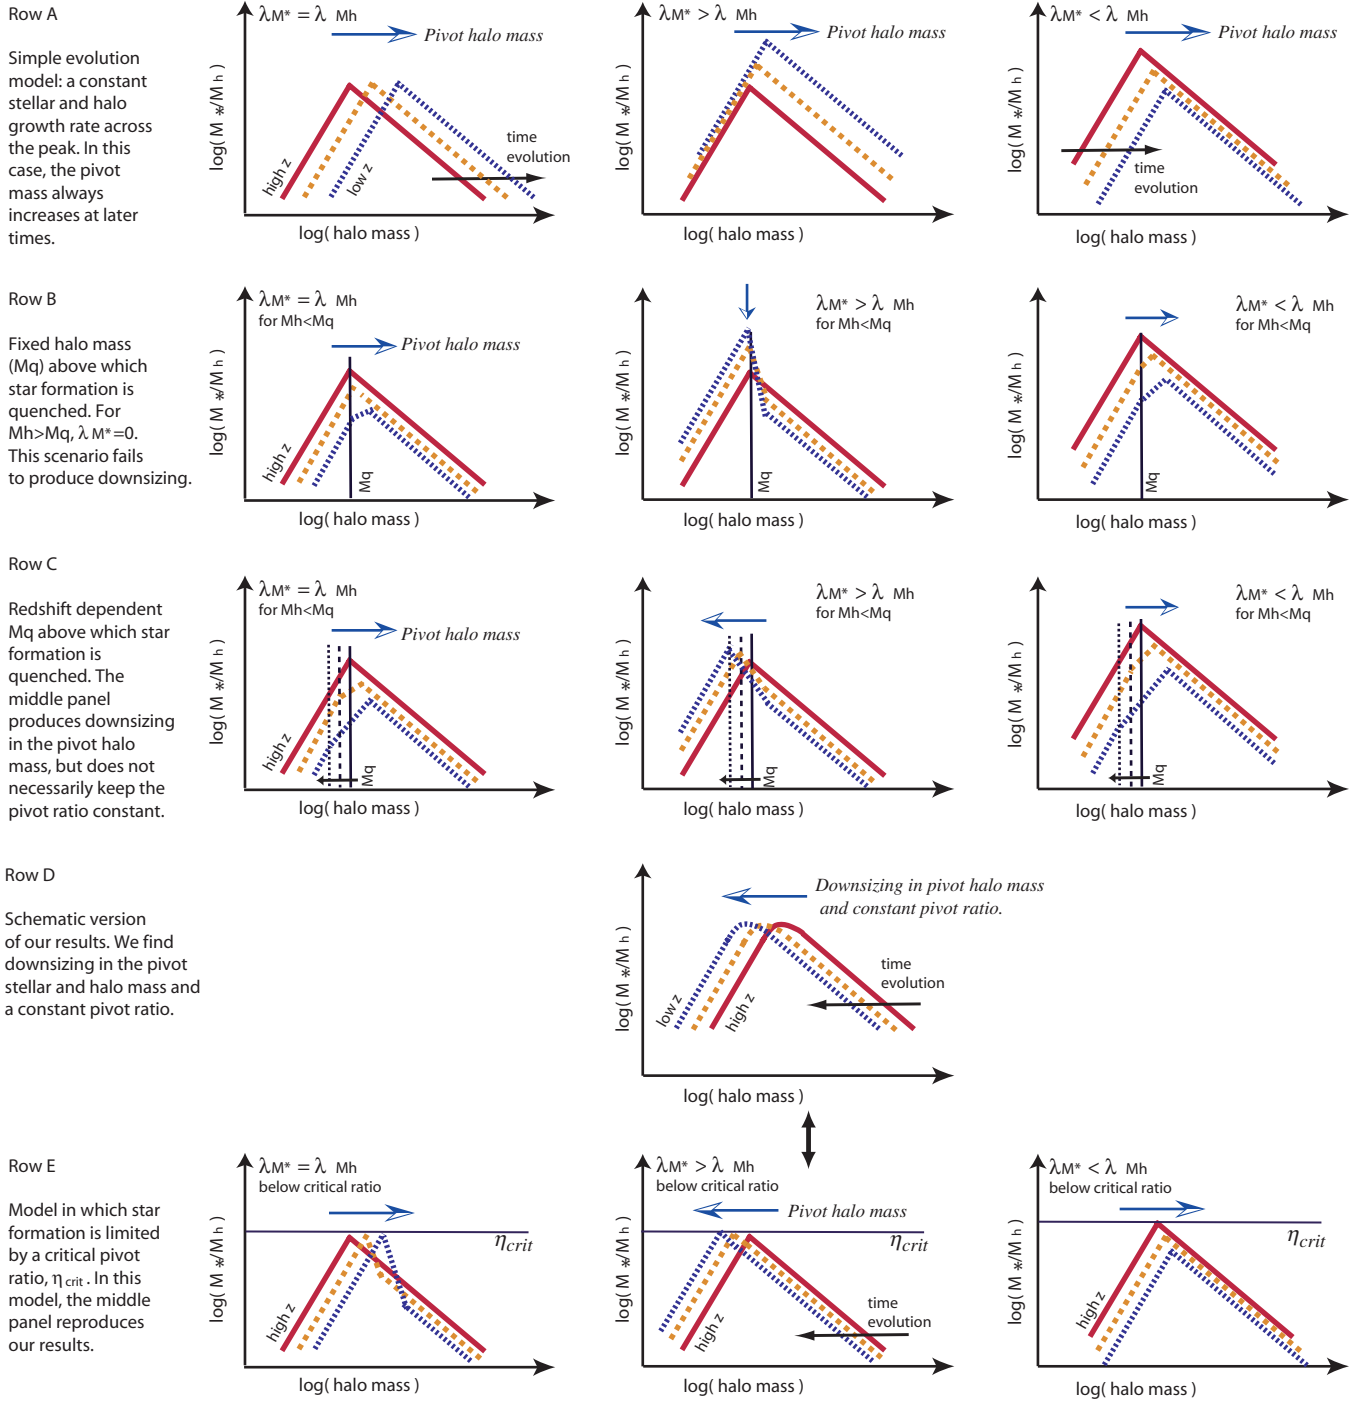 Row A
Simple evolution
model: a constant
stellar and halo
growth rate across
the peak. In this
case, the pivot
mass always
increases at later
times.
λM* = λ Mh
Pivot halo mass
log( M*/Mh )
high z
low z
time
evolution
log( halo mass )
λM* > λ Mh
Pivot halo mass
log( M*/Mh )
log( halo mass )
λM* < λ Mh
Pivot halo mass
log( M*/Mh )
time
evolution
log( halo mass )
Row B
Fixed halo mass
(Mq) above which
star formation is
quenched. For
Mh>Mq, λ M*=0.
This scenario fails
to produce downsizing.
λM* = λ Mh
for Mh<Mq
Pivot halo mass
log( M*/Mh )
high z
Mq
log( halo mass )
λM* > λ Mh
for Mh<Mq
log( M*/Mh )
Mq
log( halo mass )
λM* < λ Mh
for Mh<Mq
log( M*/Mh )
Mq
log( halo mass )
Row C
Redshift dependent
Mq above which star
formation is
quenched. The
middle panel
produces downsizing
in the pivot halo
mass, but does not
necessarily keep the
pivot ratio constant.
λM* = λ Mh
for Mh<Mq
Pivot halo mass
log( M*/Mh )
high z
Mq
log( halo mass )
λM* > λ Mh
for Mh<Mq
log( M*/Mh )
Mq
log( halo mass )
λM* < λ Mh
for Mh<Mq
log( M*/Mh )
Mq
log( halo mass )
Row D
Schematic version
of our results. We find
downsizing in the pivot
stellar and halo mass and
a constant pivot ratio.
Downsizing in pivot halo mass
and constant pivot ratio.
log( M*/Mh )
low z
high z
time
evolution
log( halo mass )
Row E
Model in which star
formation is limited
by a critical pivot
ratio, ηcrit. In this
model, the middle
panel reproduces
our results.
λM* = λ Mh
below critical ratio
ηcrit
log( M*/Mh )
high z
log( halo mass )
λM* > λ Mh
below critical ratio
Pivot halo mass
ηcrit
log( M*/Mh )
high z
time
evolution
log( halo mass )
λM* < λ Mh
below critical ratio
ηcrit
log( M*/Mh )
high z
log( halo mass )